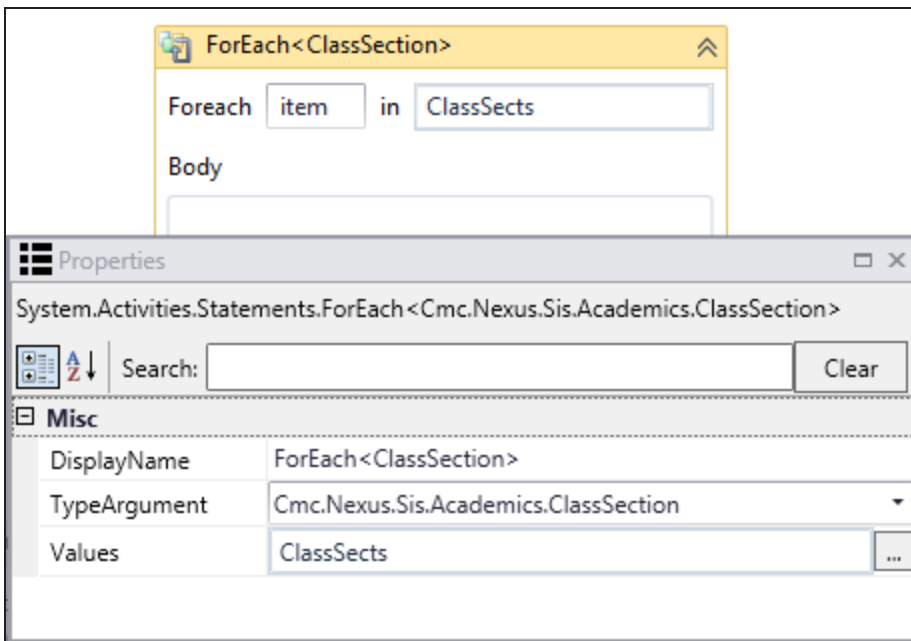 ForEach<ClassSection>
Foreach item in ClassSects
Body
Properties
System.Activities.Statements.ForEach<Cmc.Nexus.Sis.Academics.ClassSection>
A Z Search: Clear
Misc
DisplayName ForEach<ClassSection>
TypeArgument Cmc.Nexus.Sis.Academics.ClassSection
Values ClassSects ...